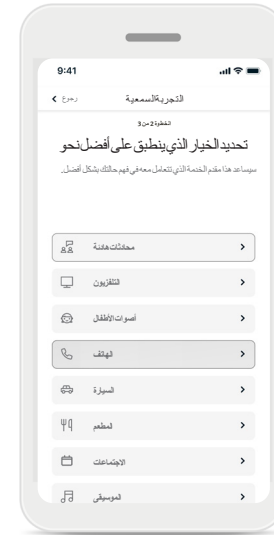 9:41
رجوع
التجربة السمعية
الخطوة 2 من 3
تحديد الخيار الذي ينطبق على أفضل نحو
سيساعد هذا مقدم الخدمة الذي تتعامل معه في فهم حالتك بشكل أفضل.
محادثات هادئة
التلفزيون
أصوات الأطفال
الهاتف
السيارة
المطعم
الاجتماعات
الموسيقى